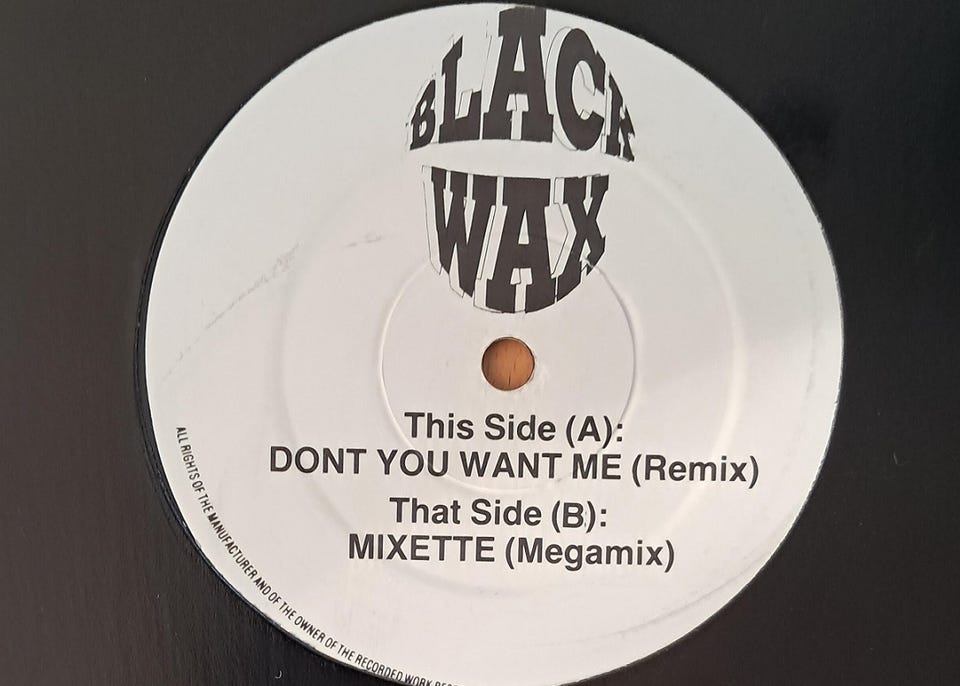 BLACK
WAX
This Side (A):
DONT YOU WANT ME (Remix)
That Side (B):
MIXETTE (Megamix)
ALL RIGHTS OF THE MANUFACTURER AND OF THE OWNER OF THE RECORDED WORK